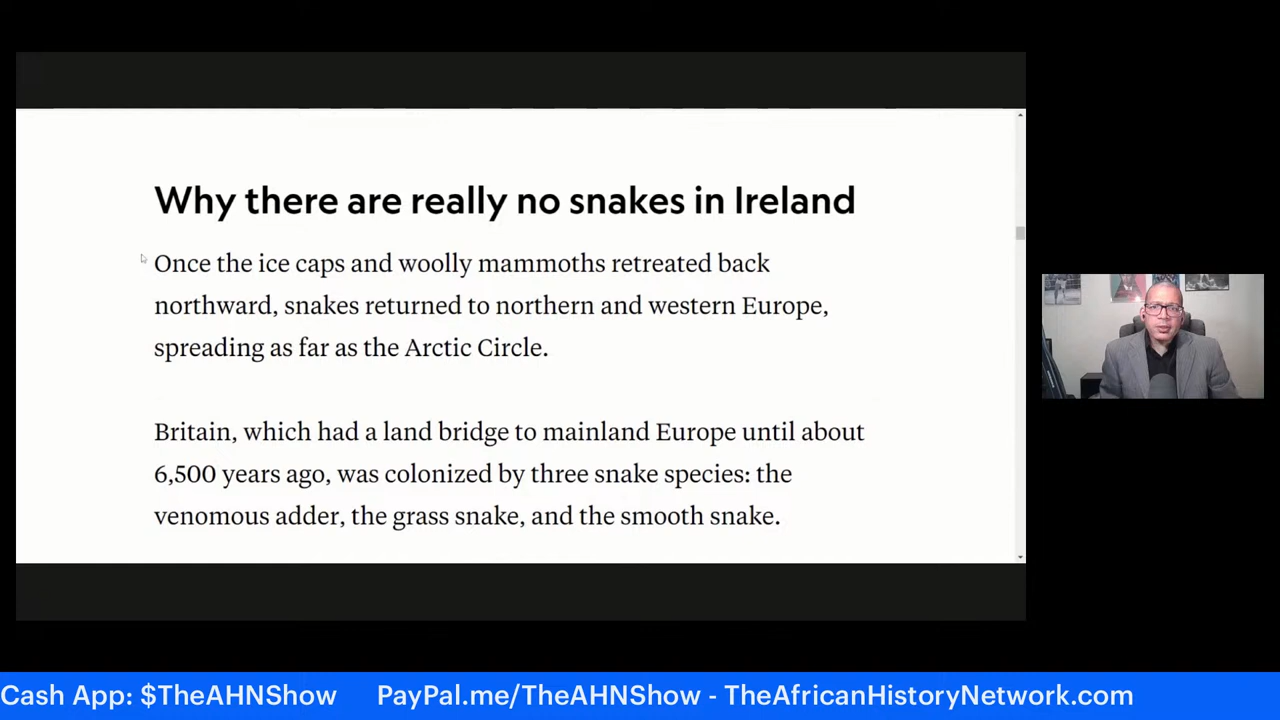 Why there are really no snakes in Ireland
Once the ice caps and woolly mammoths retreated back
northward, snakes returned to northern and western Europe,
spreading as far as the Arctic Circle.
Britain, which had a land bridge to mainland Europe until about
6,500 years ago, was colonized by three snake species: the
venomous adder, the grass snake, and the smooth snake.
Cash App: $TheAHNShow PayPal.me/TheAHNShow - TheAfricanHistoryNetwork.com